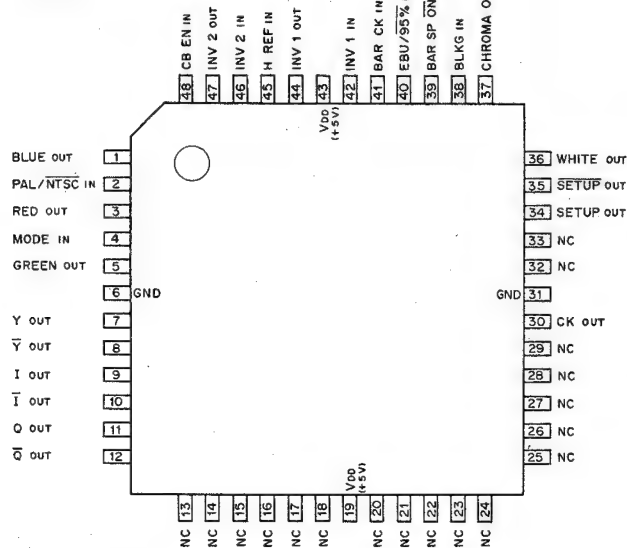 48 CB EN IN
47 INV 2 OUT
46 INV 2 IN
45 H REF IN
44 INV 1 OUT
43
VDD
(+5V)
42 INV 1 IN
41 BAR CK IN
40 E̅B̅U̅/95%
39 BAR SP O̅N̅
38 BLKG IN
37 CHROMA
BLUE OUT 1
PAL/N̅T̅S̅C̅ IN 2
RED OUT 3
MODE IN 4
GREEN OUT 5
6 GND
Y OUT 7
Y̅ OUT 8
I OUT 9
I̅ OUT 10
Q OUT 11
Q̅ OUT 12
36 WHITE OUT
35 S̅E̅T̅U̅P̅ OUT
34 SETUP OUT
33 NC
32 NC
GND 31
30 CK OUT
29 NC
28 NC
27 NC
26 NC
25 NC
NC 13
NC 14
NC 15
NC 16
NC 17
NC 18
VDD
(+5V)
19
NC 20
NC 21
NC 22
NC 23
NC 24